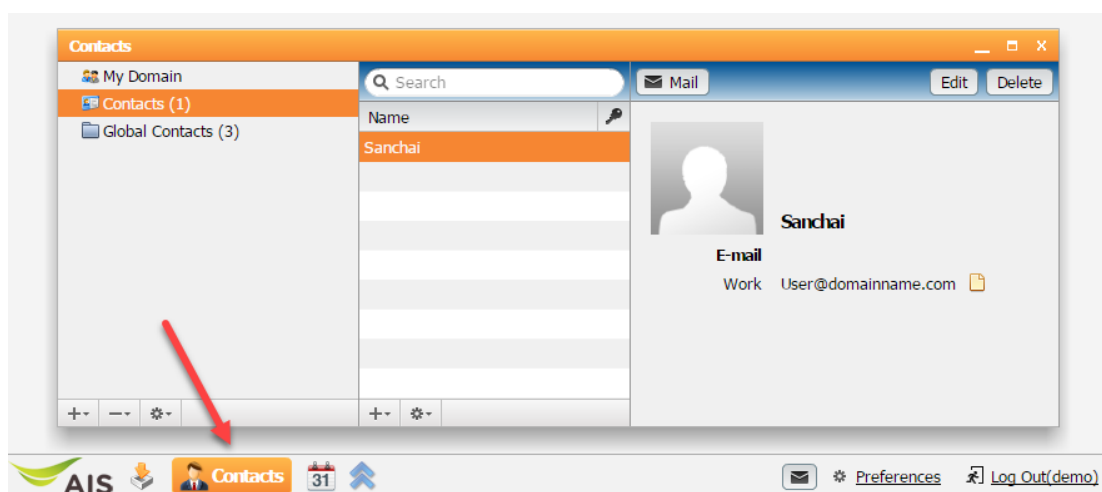 Contacts
My Domain
Contacts (1)
Global Contacts (3)
Search
Name
Sanchai
Mail
Edit
Delete
Sanchai
E-mail
Work User@domainname.com
AIS
Contacts
31
Preferences
Log Out(demo)